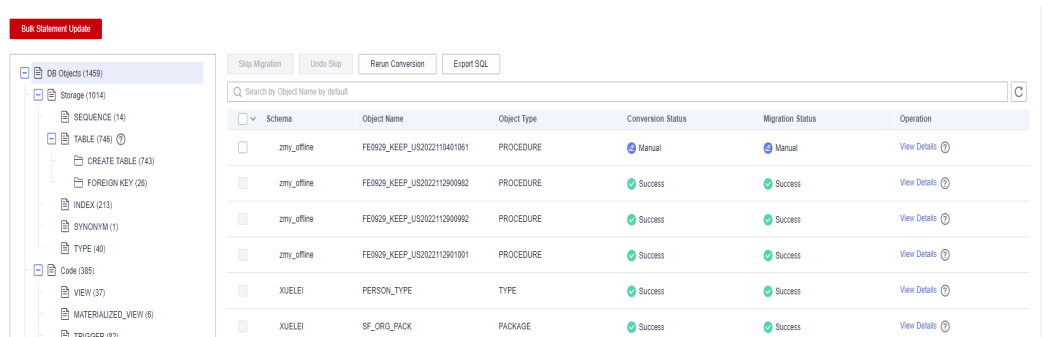 Bulk Statement Update
DB Objects (1459)
Storage (1014)
SEQUENCE (14)
TABLE (746) ?
CREATE TABLE (743)
FOREIGN KEY (26)
INDEX (213)
SYNONYM (1)
TYPE (40)
Code (385)
VIEW (37)
MATERIALIZED_VIEW (6)
TRIGGER (82)
Skip Migration Undo Skip Rerun Conversion Export SQL
Search by Object Name by default
Schema Object Name Object Type Conversion Status Migration Status Operation
zmy_offline FE0929_KEEP_US2022110401061 PROCEDURE Manual Manual View Details ?
zmy_offline FE0929_KEEP_US2022112900982 PROCEDURE Success Success View Details ?
zmy_offline FE0929_KEEP_US2022112900992 PROCEDURE Success Success View Details ?
zmy_offline FE0929_KEEP_US2022112901001 PROCEDURE Success Success View Details ?
XUELEI PERSON_TYPE TYPE Success Success View Details ?
XUELEI SF_ORG_PACK PACKAGE Success Success View Details ?